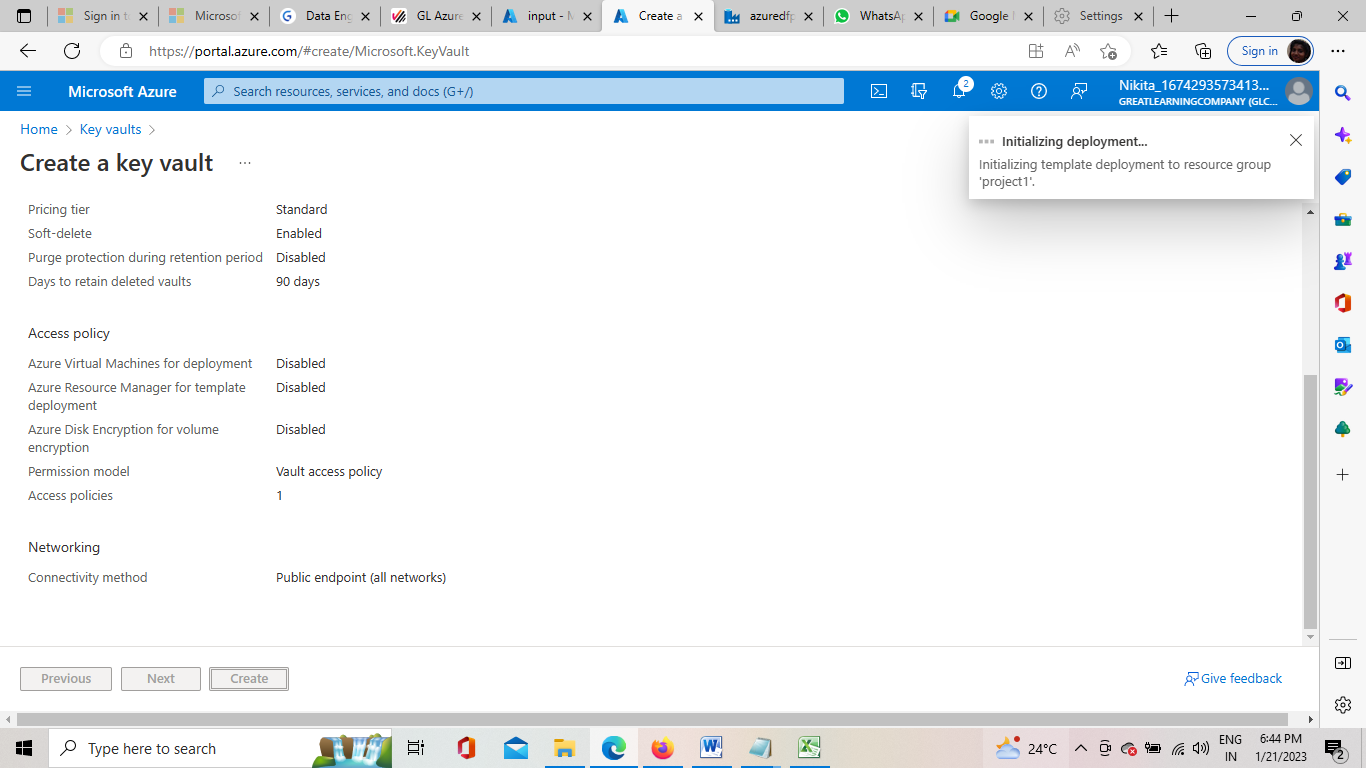 Sign in t
Microsof
Data Eng
GL Azure
input - M
Create a
azuredfp
WhatsAp
Google M
Settings
https://portal.azure.com/#create/Microsoft.KeyVault
Sign in
Microsoft Azure
Search resources, services, and docs (G+/)
2
Nikita_1674293573413...
GREATLEARNINGCOMPANY (GLC...
Home
Key vaults
Create a key vault
...
Initializing deployment...
Initializing template deployment to resource group
'project1'.
Pricing tier Standard
Soft-delete Enabled
Purge protection during retention period Disabled
Days to retain deleted vaults 90 days
Access policy
Azure Virtual Machines for deployment Disabled
Azure Resource Manager for template Disabled
deployment
Azure Disk Encryption for volume Disabled
encryption
Permission model Vault access policy
Access policies 1
Networking
Connectivity method Public endpoint (all networks)
Previous
Next
Create
Give feedback
Type here to search
24°C
ENG
IN
6:44 PM
1/21/2023
2